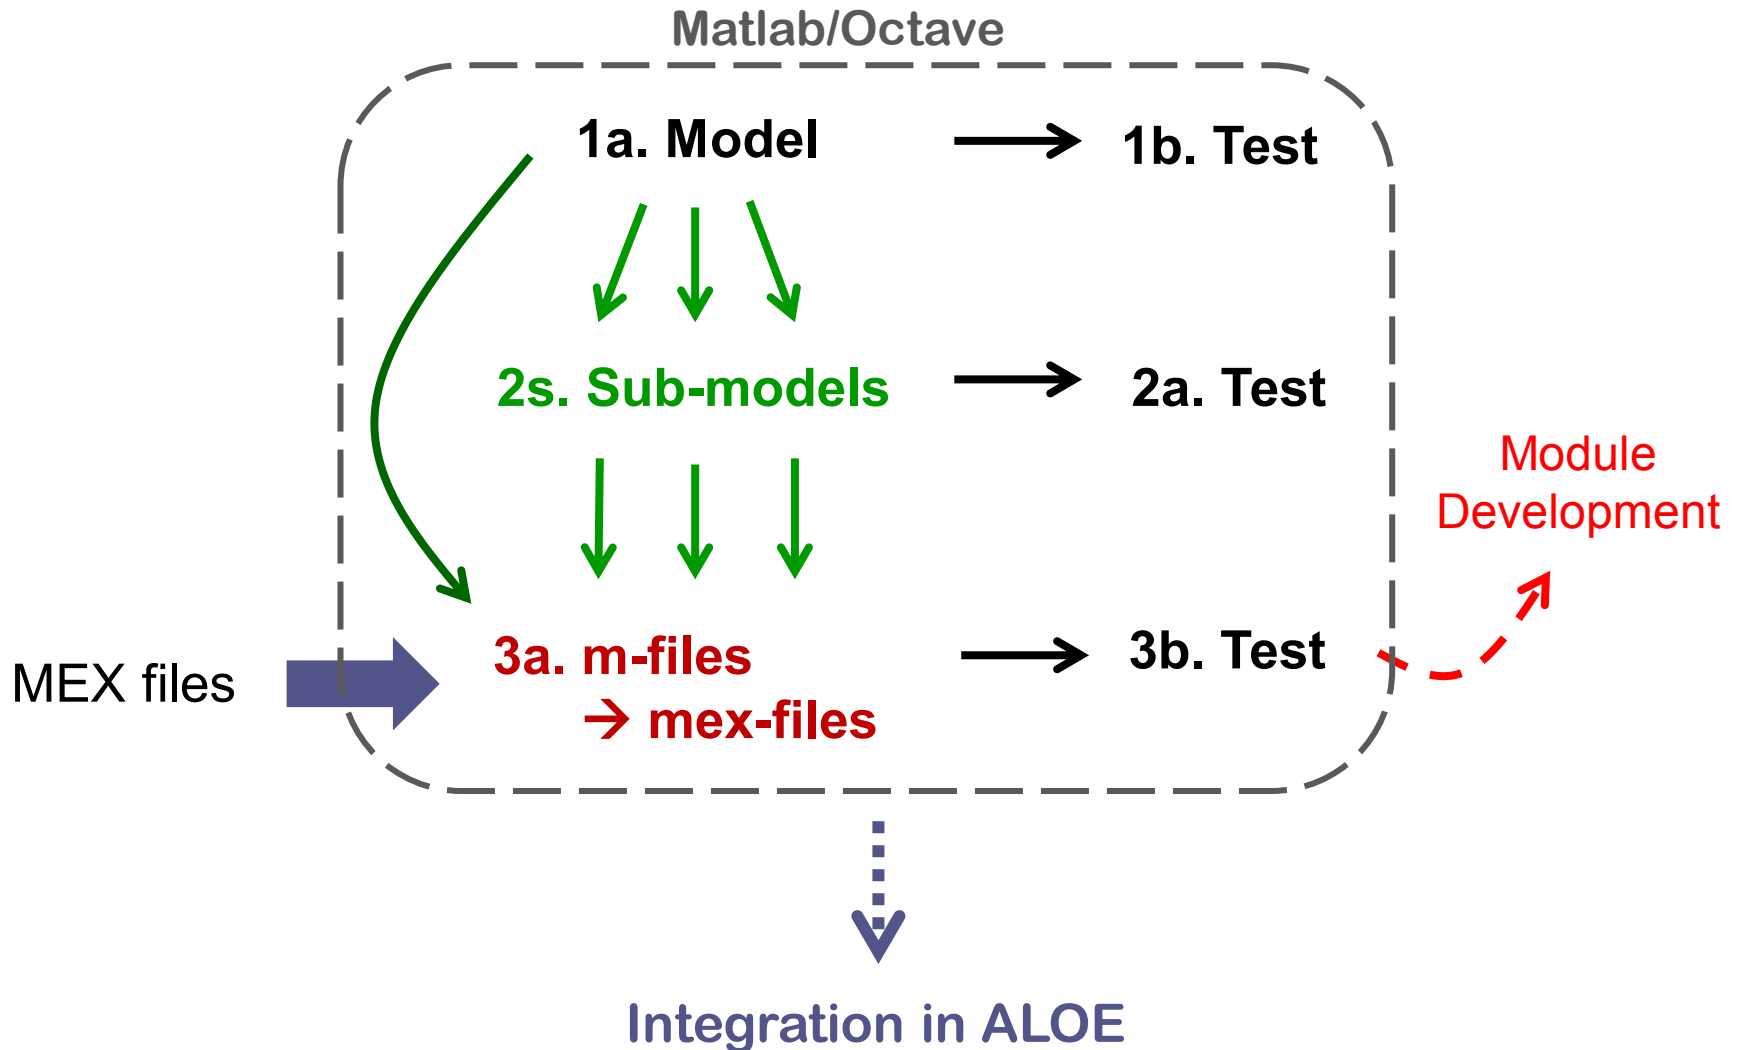 Matlab/Octave
1a. Model
1b. Test
2s. Sub-models
2a. Test
Module
Development
MEX files
3a. m-files
→ mex-files
3b. Test
Integration in ALOE